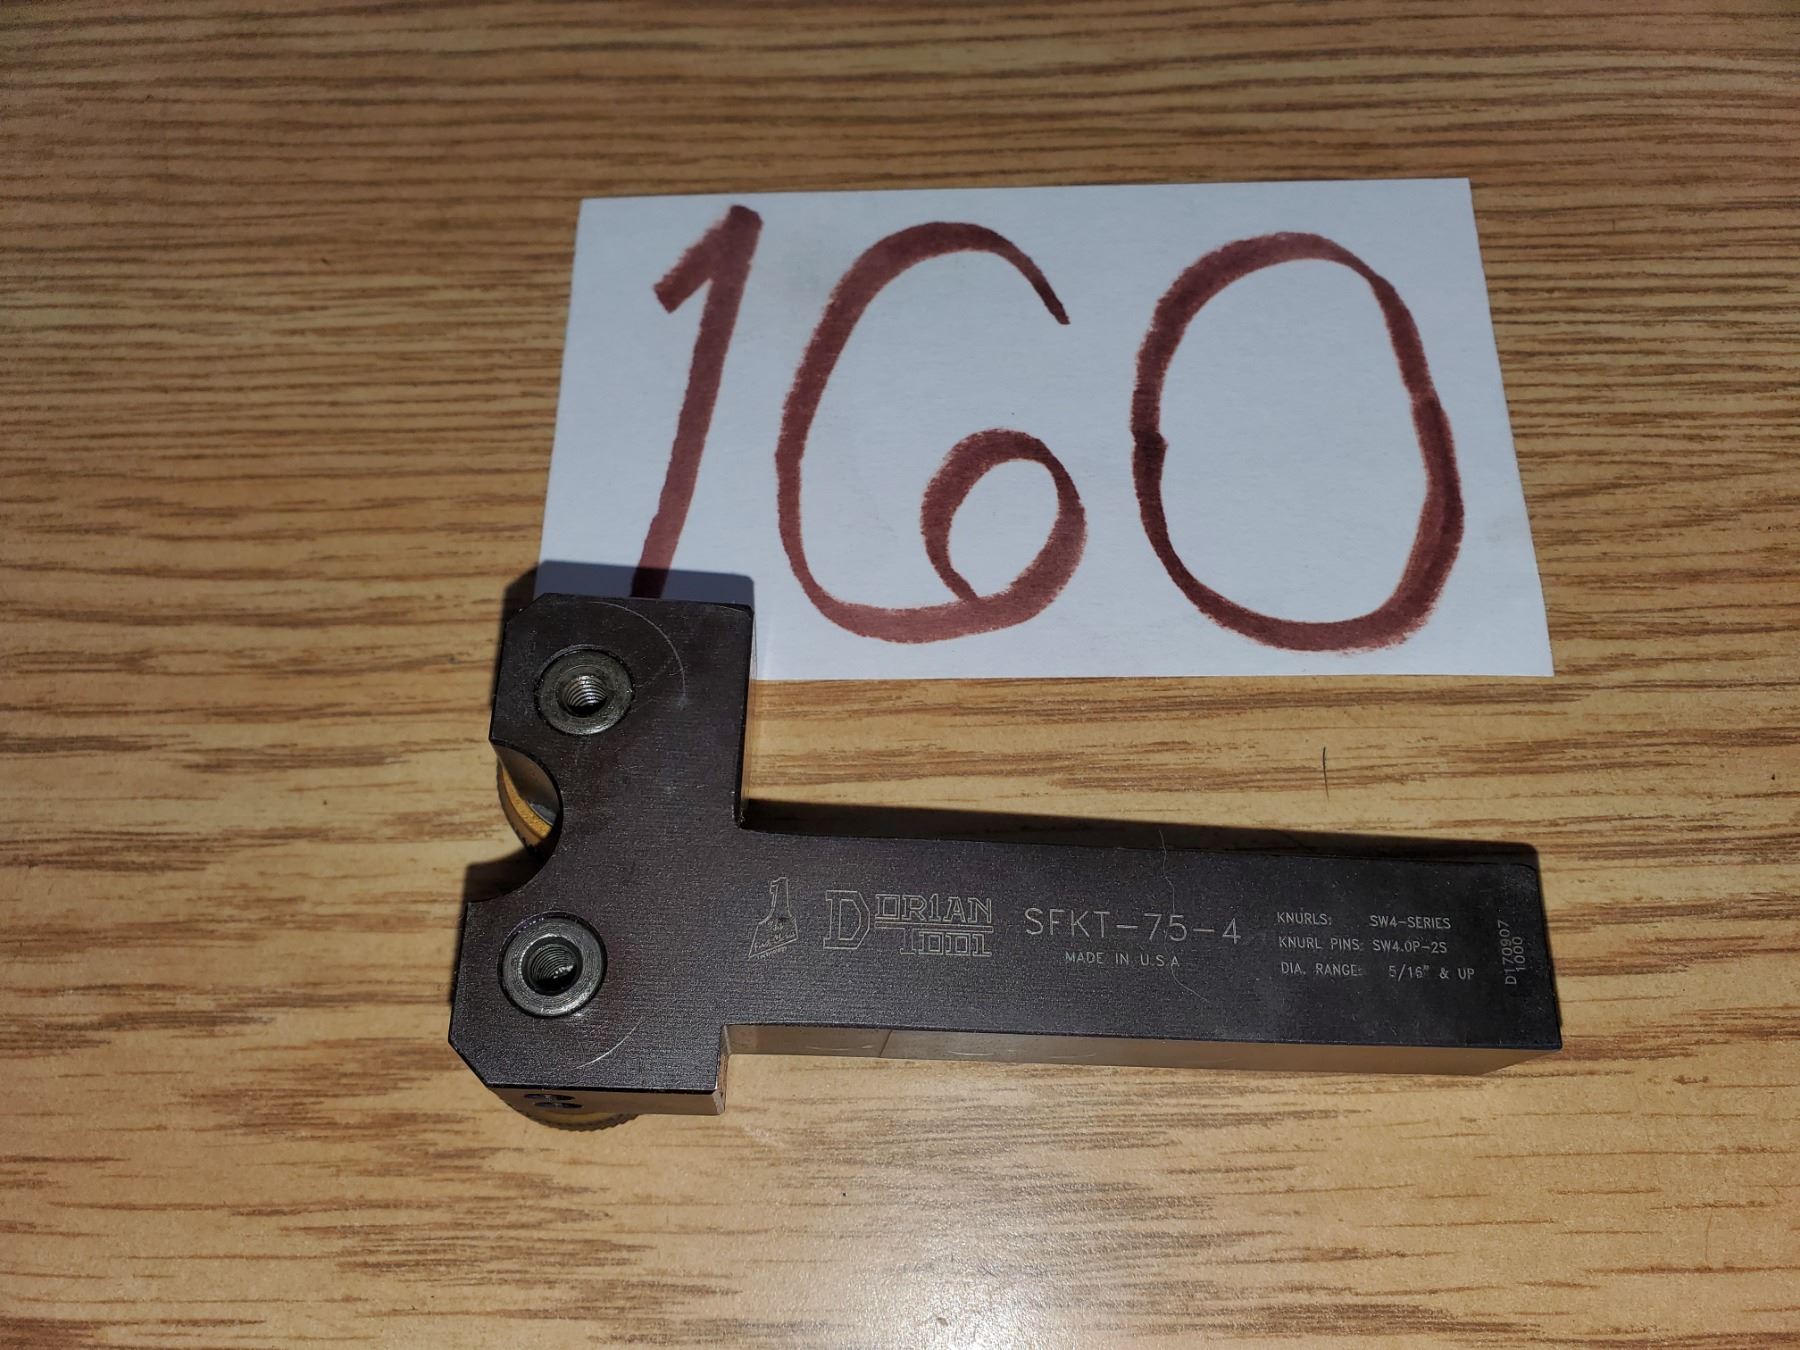 160
DORIAN
TOOL
SFKT-75-4
MADE IN U.S.A
KNURLS: SW4-SERIES
KNURL PINS: SW4.0P-2S
DIA. RANGE: 5/16" & UP
D170907
1000